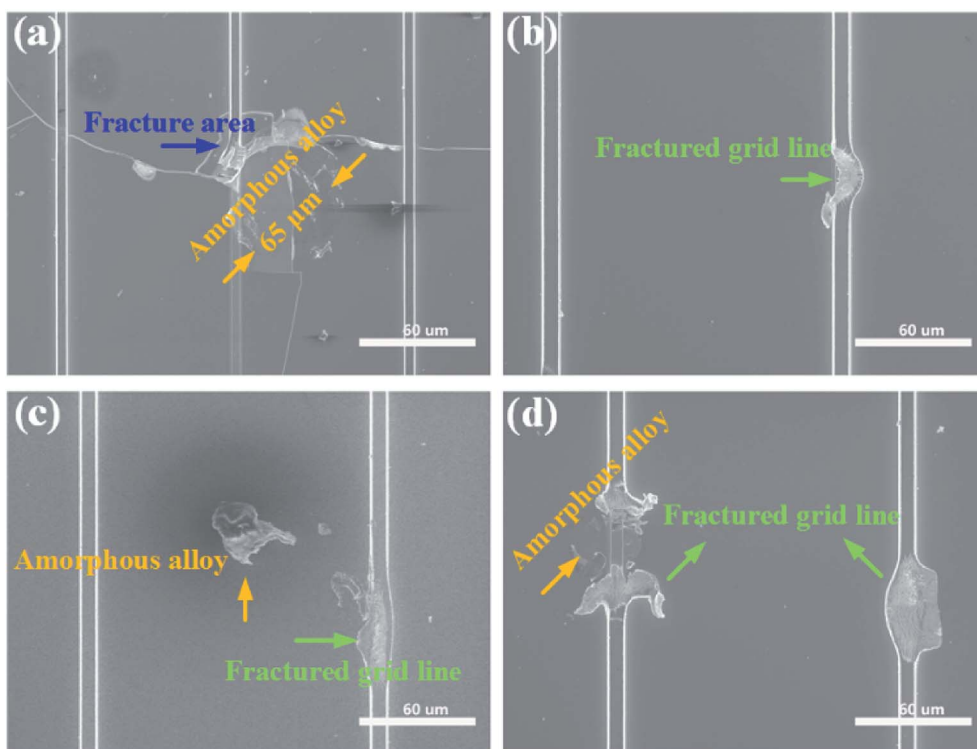 (a)
Fracture area
Amorphous alloy
65 μm
60 um
(b)
Fractured grid line
60 um
(c)
Amorphous alloy
Fractured grid line
60 um
(d)
Amorphous alloy
Fractured grid line
60 um